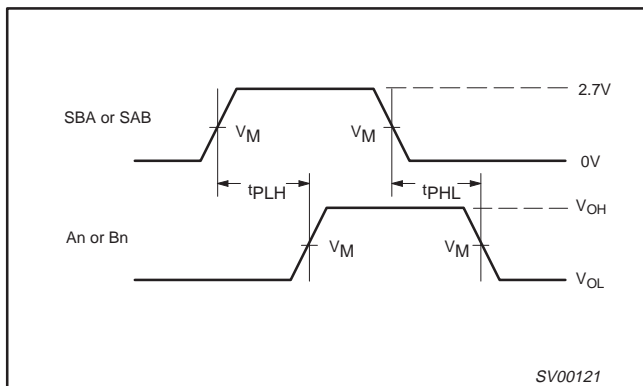 2.7V
SBA or SAB
VM
VM
0V
tPLH
tPHL
VOH
An or Bn
VM
VM
VOL
SV00121